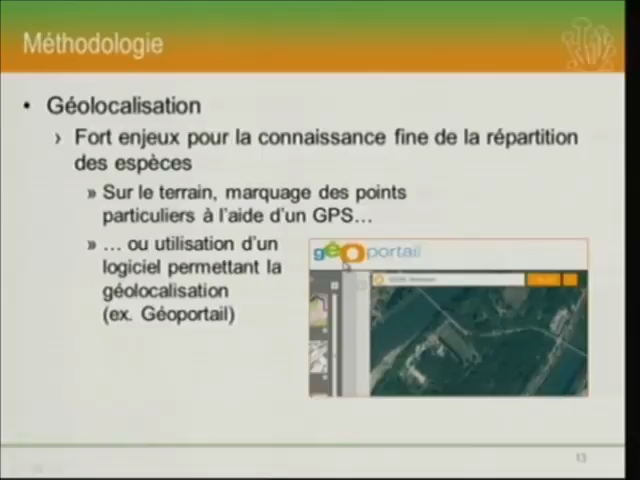 Méthodologie
• Géolocalisation
› Fort enjeux pour la connaissance fine de la répartition
des espèces
» Sur le terrain, marquage des points
particuliers à l'aide d'un GPS…
» … ou utilisation d'un
logiciel permettant la
géolocalisation
(ex. Géoportail)
géoportail
13